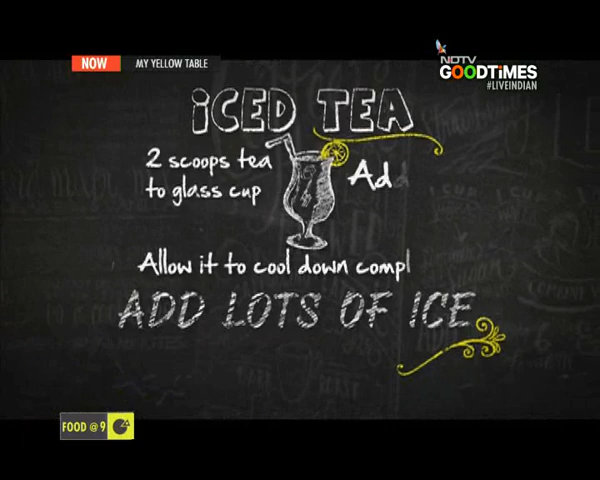 NOW MY YELLOW TABLE
NDTV
GOODTiMES
#LIVEINDIAN
iCED TEA
2 scoops tea
to glass cup
Ad
Allow it to cool down compl
ADD LOTS OF ICE
FOOD @ 9